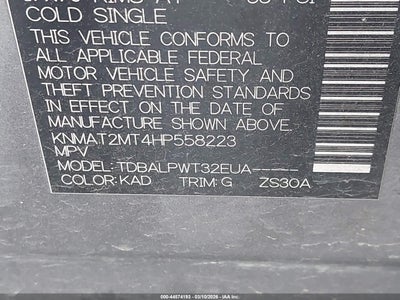 COLD SINGLE
THIS VEHICLE CONFORMS TO
ALL APPLICABLE FEDERAL
MOTOR VEHICLE SAFETY AND
THEFT PREVENTION STANDARDS
IN EFFECT ON THE DATE OF
MANUFACTURE SHOWN ABOVE.
KNMAT2MT4HP558223
MPV
MODEL: TDBALPWT32EUA-----
COLOR: KAD TRIM: G ZS30A
Owner: 44574193 - 03/10/2026 - IAA Inc.